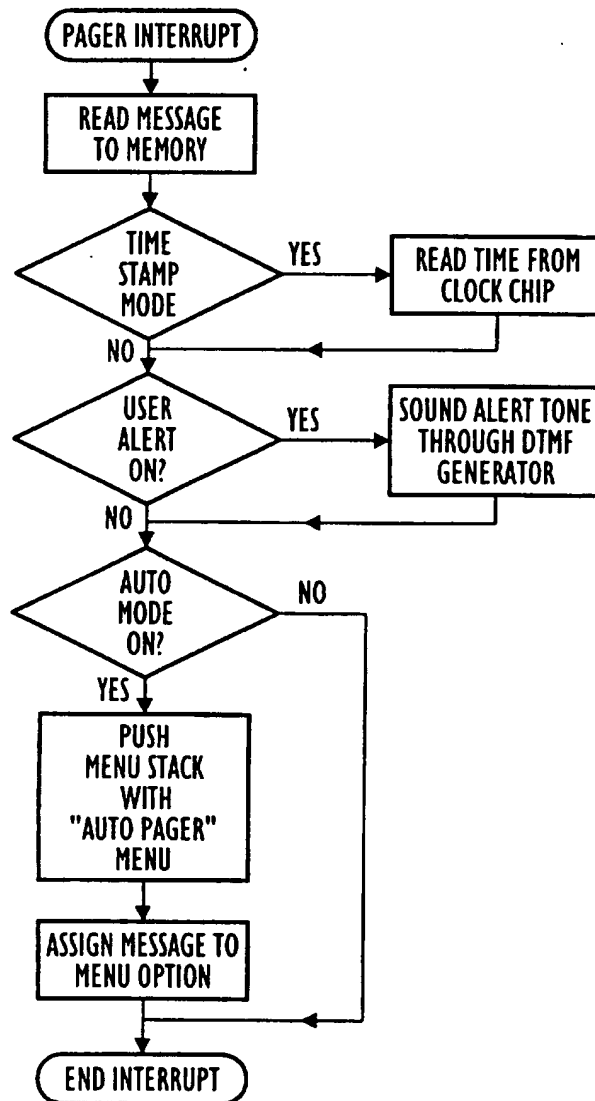 PAGER INTERRUPT
READ MESSAGE
TO MEMORY
TIME
STAMP
MODE
YES
READ TIME FROM
CLOCK CHIP
NO
USER
ALERT
ON?
YES
SOUND ALERT TONE
THROUGH DTMF
GENERATOR
NO
AUTO
MODE
ON?
NO
YES
PUSH
MENU STACK
WITH
"AUTO PAGER"
MENU
ASSIGN MESSAGE TO
MENU OPTION
END INTERRUPT